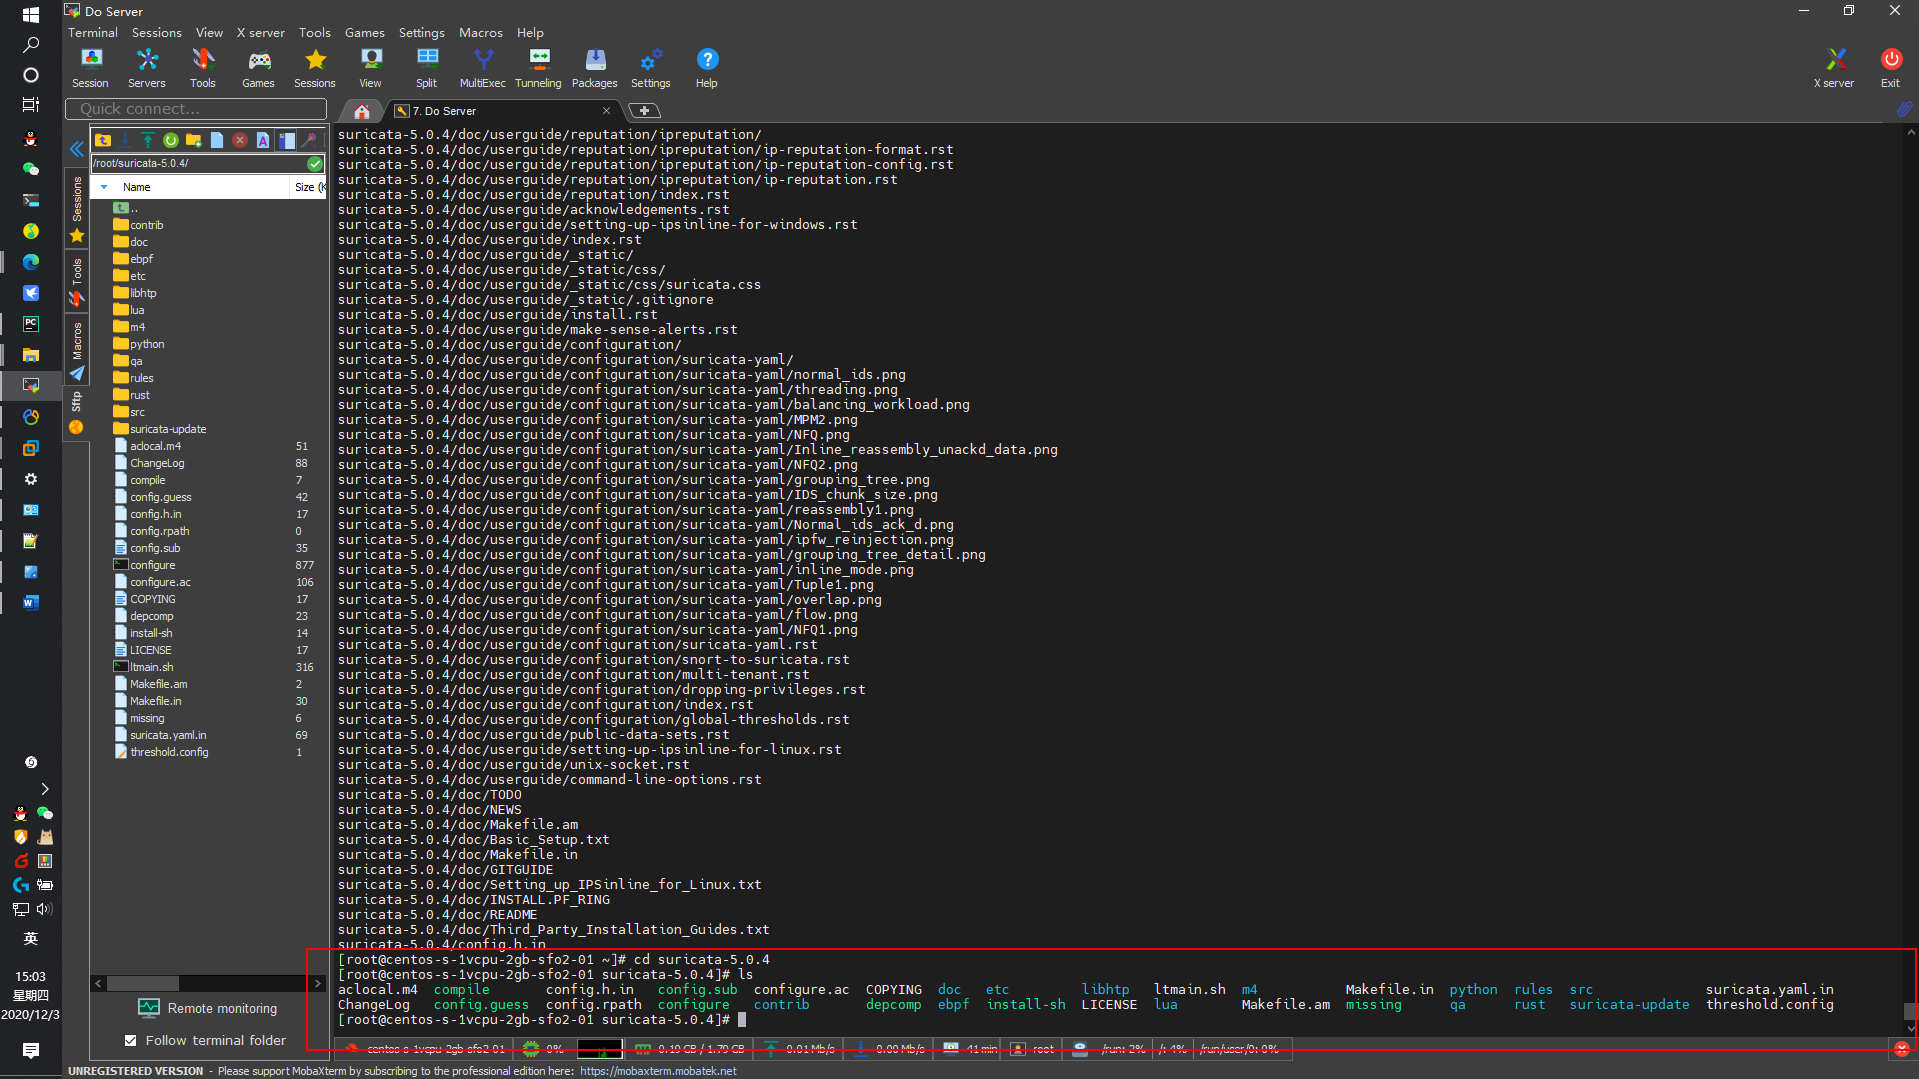 Do Server
Terminal Sessions View X server Tools Games Settings Macros Help
Session Servers Tools Games Sessions View Split MultiExec Tunneling Packages Settings Help X server Exit
Quick connect...
7. Do Server
/root/suricata-5.0.4/
Name Size (K
..
contrib
doc
ebpf
etc
libhtp
lua
m4
python
qa
rules
rust
src
suricata-update
aclocal.m4 51
ChangeLog 88
compile 7
config.guess 42
config.h.in 17
config.rpath 0
config.sub 35
configure 877
configure.ac 106
COPYING 17
depcomp 23
install-sh 14
LICENSE 17
ltmain.sh 316
Makefile.am 2
Makefile.in 30
missing 6
suricata.yaml.in 69
threshold.config 1
Sessions
Tools
Macros
Sftp
Remote monitoring
Follow terminal folder
suricata-5.0.4/doc/userguide/reputation/ipreputation/
suricata-5.0.4/doc/userguide/reputation/ipreputation/ip-reputation-format.rst
suricata-5.0.4/doc/userguide/reputation/ipreputation/ip-reputation-config.rst
suricata-5.0.4/doc/userguide/reputation/ipreputation/ip-reputation.rst
suricata-5.0.4/doc/userguide/reputation/index.rst
suricata-5.0.4/doc/userguide/acknowledgements.rst
suricata-5.0.4/doc/userguide/setting-up-ipsinline-for-windows.rst
suricata-5.0.4/doc/userguide/index.rst
suricata-5.0.4/doc/userguide/_static/
suricata-5.0.4/doc/userguide/_static/css/
suricata-5.0.4/doc/userguide/_static/css/suricata.css
suricata-5.0.4/doc/userguide/_static/.gitignore
suricata-5.0.4/doc/userguide/install.rst
suricata-5.0.4/doc/userguide/make-sense-alerts.rst
suricata-5.0.4/doc/userguide/configuration/
suricata-5.0.4/doc/userguide/configuration/suricata-yaml/
suricata-5.0.4/doc/userguide/configuration/suricata-yaml/normal_ids.png
suricata-5.0.4/doc/userguide/configuration/suricata-yaml/threading.png
suricata-5.0.4/doc/userguide/configuration/suricata-yaml/balancing_workload.png
suricata-5.0.4/doc/userguide/configuration/suricata-yaml/MPM2.png
suricata-5.0.4/doc/userguide/configuration/suricata-yaml/NFQ.png
suricata-5.0.4/doc/userguide/configuration/suricata-yaml/Inline_reassembly_unackd_data.png
suricata-5.0.4/doc/userguide/configuration/suricata-yaml/NFQ2.png
suricata-5.0.4/doc/userguide/configuration/suricata-yaml/grouping_tree.png
suricata-5.0.4/doc/userguide/configuration/suricata-yaml/IDS_chunk_size.png
suricata-5.0.4/doc/userguide/configuration/suricata-yaml/reassembly1.png
suricata-5.0.4/doc/userguide/configuration/suricata-yaml/Normal_ids_ack_d.png
suricata-5.0.4/doc/userguide/configuration/suricata-yaml/ipfw_reinjection.png
suricata-5.0.4/doc/userguide/configuration/suricata-yaml/grouping_tree_detail.png
suricata-5.0.4/doc/userguide/configuration/suricata-yaml/inline_mode.png
suricata-5.0.4/doc/userguide/configuration/suricata-yaml/Tuple1.png
suricata-5.0.4/doc/userguide/configuration/suricata-yaml/overlap.png
suricata-5.0.4/doc/userguide/configuration/suricata-yaml/flow.png
suricata-5.0.4/doc/userguide/configuration/suricata-yaml/NFQ1.png
suricata-5.0.4/doc/userguide/configuration/suricata-yaml.rst
suricata-5.0.4/doc/userguide/configuration/snort-to-suricata.rst
suricata-5.0.4/doc/userguide/configuration/multi-tenant.rst
suricata-5.0.4/doc/userguide/configuration/dropping-privileges.rst
suricata-5.0.4/doc/userguide/configuration/index.rst
suricata-5.0.4/doc/userguide/configuration/global-thresholds.rst
suricata-5.0.4/doc/userguide/public-data-sets.rst
suricata-5.0.4/doc/userguide/setting-up-ipsinline-for-linux.rst
suricata-5.0.4/doc/userguide/unix-socket.rst
suricata-5.0.4/doc/userguide/command-line-options.rst
suricata-5.0.4/doc/TODO
suricata-5.0.4/doc/NEWS
suricata-5.0.4/doc/Makefile.am
suricata-5.0.4/doc/Basic_Setup.txt
suricata-5.0.4/doc/Makefile.in
suricata-5.0.4/doc/GITGUIDE
suricata-5.0.4/doc/Setting_up_IPSinline_for_Linux.txt
suricata-5.0.4/doc/INSTALL.PF_RING
suricata-5.0.4/doc/README
suricata-5.0.4/doc/Third_Party_Installation_Guides.txt
suricata-5.0.4/config.h.in
[root@centos-s-1vcpu-2gb-sfo2-01 ~]# cd suricata-5.0.4
[root@centos-s-1vcpu-2gb-sfo2-01 suricata-5.0.4]# ls
aclocal.m4 compile config.h.in config.sub configure.ac COPYING doc etc libhtp ltmain.sh m4 Makefile.in python rules src suricata.yaml.in
ChangeLog config.guess config.rpath configure contrib depcomp ebpf install-sh LICENSE lua Makefile.am missing qa rust suricata-update threshold.config
[root@centos-s-1vcpu-2gb-sfo2-01 suricata-5.0.4]#
centos-s-1vcpu-2gb-sfo2-01 0% 0.19 GB / 1.79 GB 0.01 Mb/s 0.00 Mb/s 41 min root /run: 2% /: 4% /run/user/0: 0%
UNREGISTERED VERSION - Please support MobaXterm by subscribing to the professional edition here: https://mobaxterm.mobatek.net
PC
W
英
15:03
星期四
2020/12/3